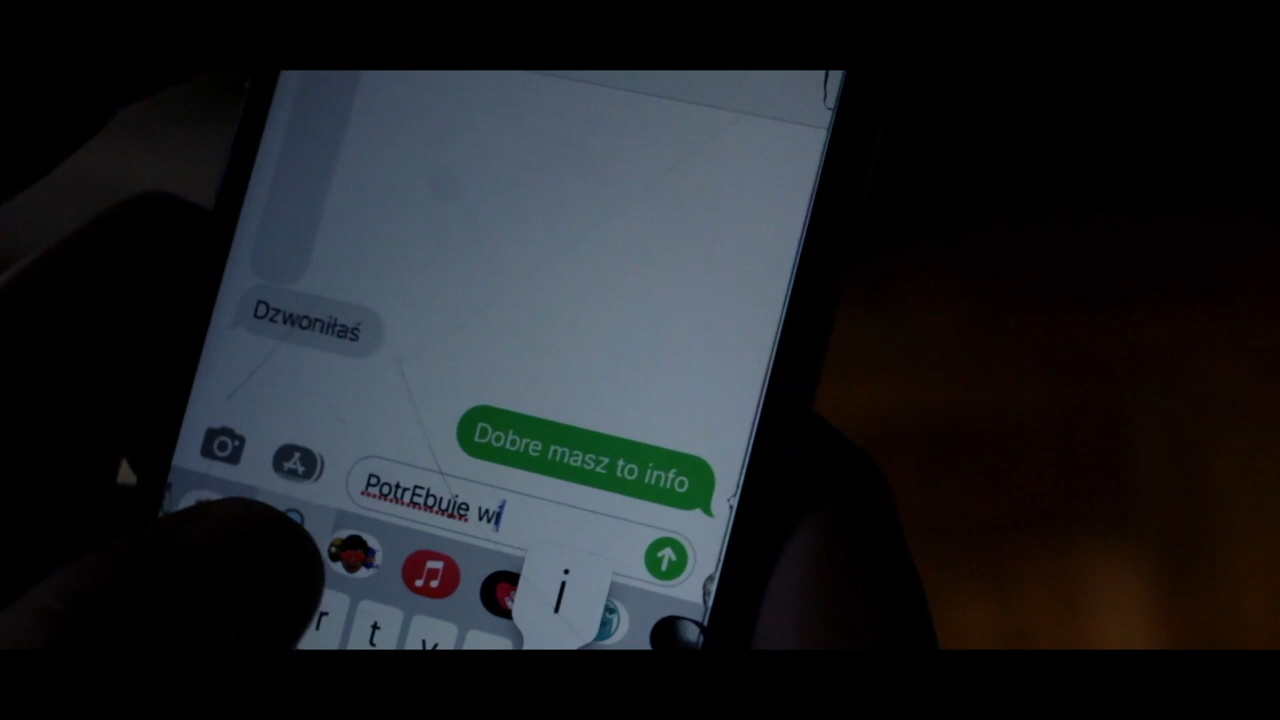 Dzwoniłaś
Dobre masz to info
PotrEbuje wi
i
r t y